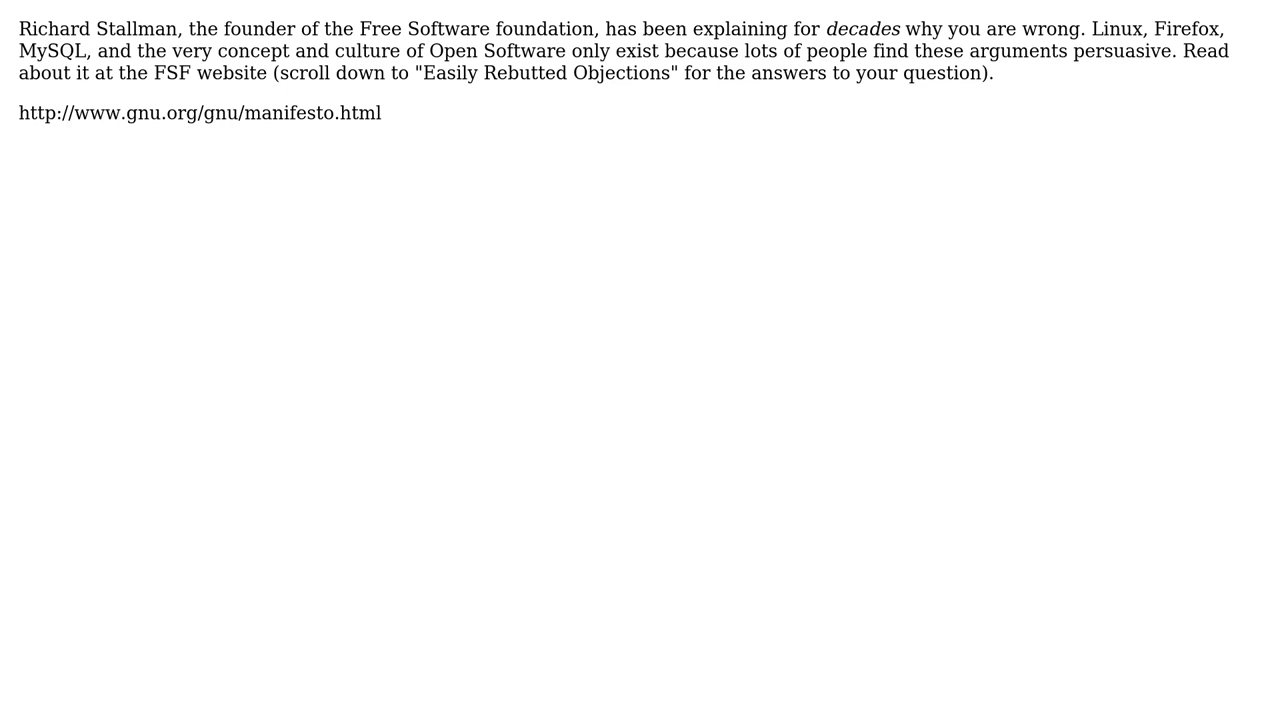 Richard Stallman, the founder of the Free Software foundation, has been explaining for decades why you are wrong. Linux, Firefox,
MySQL, and the very concept and culture of Open Software only exist because lots of people find these arguments persuasive. Read
about it at the FSF website (scroll down to "Easily Rebutted Objections" for the answers to your question).
http://www.gnu.org/gnu/manifesto.html